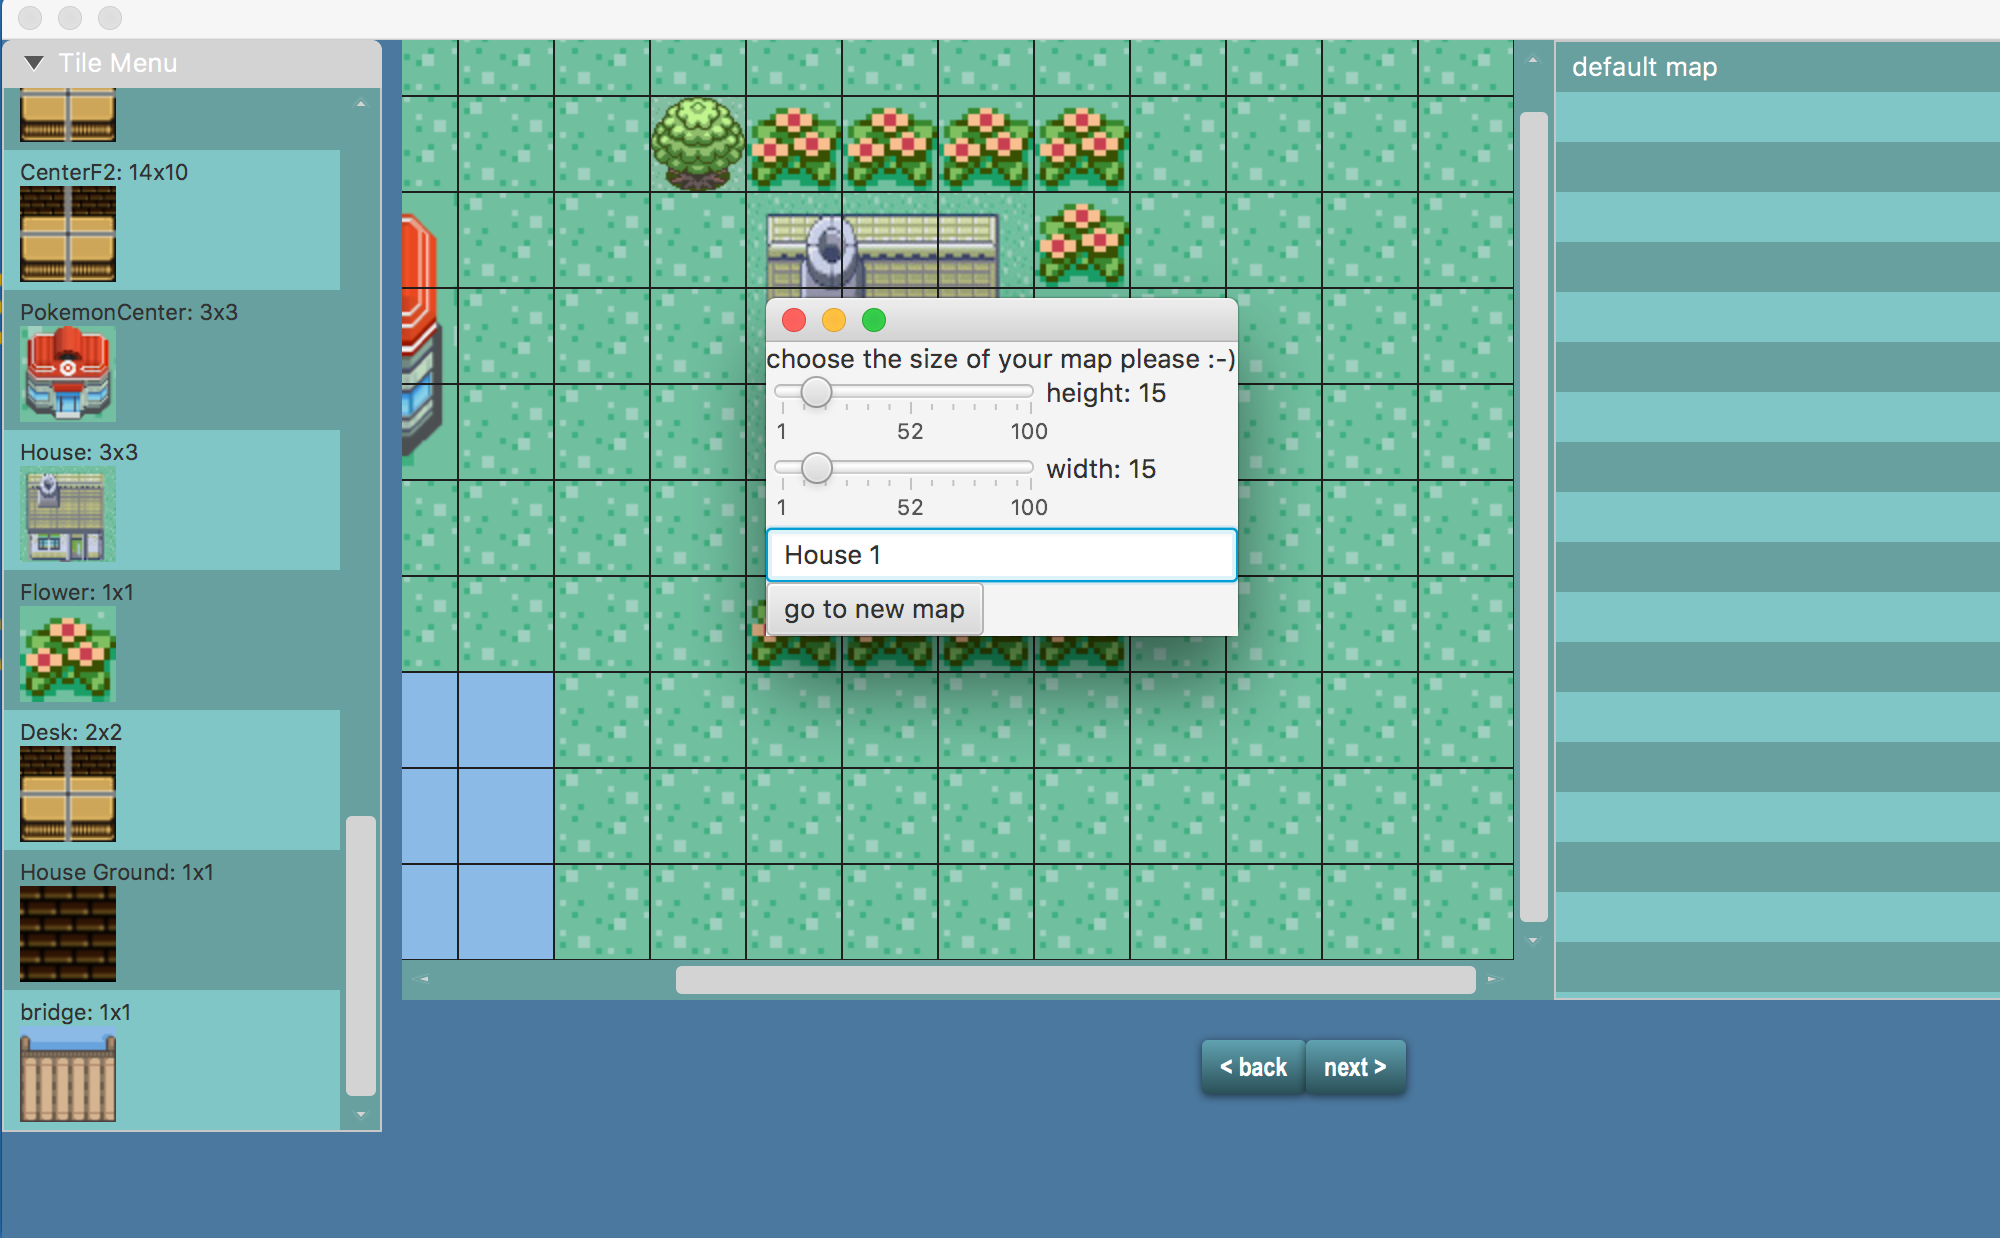 Tile Menu
CenterF2: 14x10
PokemonCenter: 3x3
House: 3x3
Flower: 1x1
Desk: 2x2
House Ground: 1x1
bridge: 1x1
choose the size of your map please :-)
height: 15
1 52 100
width: 15
1 52 100
House 1
go to new map
default map
< back
next >